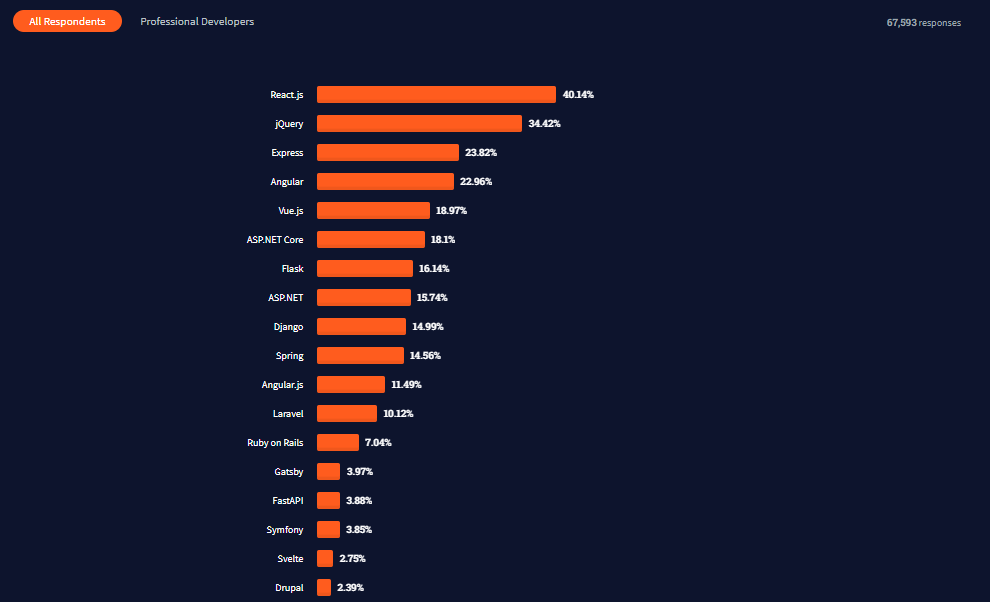 All Respondents Professional Developers 67,593 responses
React.js 40.14%
jQuery 34.42%
Express 23.82%
Angular 22.96%
Vue.js 18.97%
ASP.NET Core 18.1%
Flask 16.14%
ASP.NET 15.74%
Django 14.99%
Spring 14.56%
Angular.js 11.49%
Laravel 10.12%
Ruby on Rails 7.04%
Gatsby 3.97%
FastAPI 3.88%
Symfony 3.85%
Svelte 2.75%
Drupal 2.39%